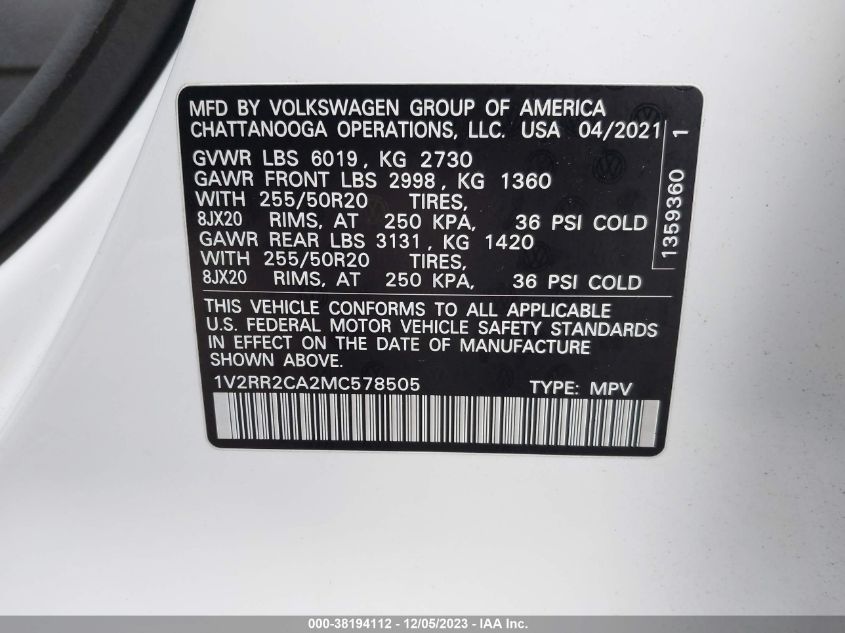 MFD BY VOLKSWAGEN GROUP OF AMERICA
CHATTANOOGA OPERATIONS, LLC. USA 04/2021
GVWR LBS 6019, KG 2730
GAWR FRONT LBS 2998, KG 1360
WITH 255/50R20 TIRES,
8JX20 RIMS, AT 250 KPA, 36 PSI COLD
GAWR REAR LBS 3131, KG 1420
WITH 255/50R20 TIRES,
8JX20 RIMS, AT 250 KPA, 36 PSI COLD
1359360 1
THIS VEHICLE CONFORMS TO ALL APPLICABLE
U.S. FEDERAL MOTOR VEHICLE SAFETY STANDARDS
IN EFFECT ON THE DATE OF MANUFACTURE
SHOWN ABOVE.
1V2RR2CA2MC578505 TYPE: MPV
000-38194112 - 12/05/2023 - IAA Inc.